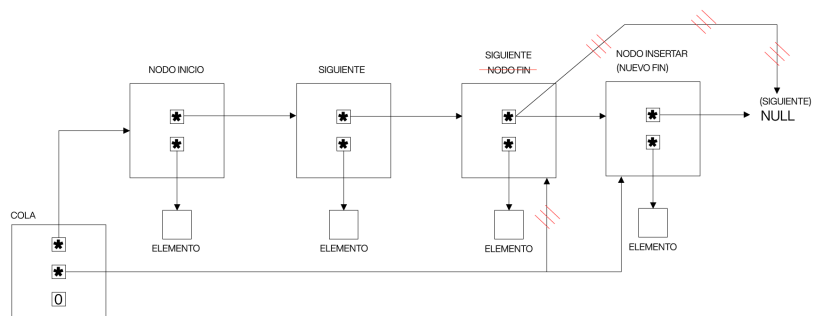 SIGUIENTE
NODO FIN
NODO INSERTAR
(NUEVO FIN)
NODO INICIO
SIGUIENTE
(SIGUIENTE)
NULL
*
*
*
*
*
*
*
*
ELEMENTO
ELEMENTO
ELEMENTO
ELEMENTO
COLA
*
*
0